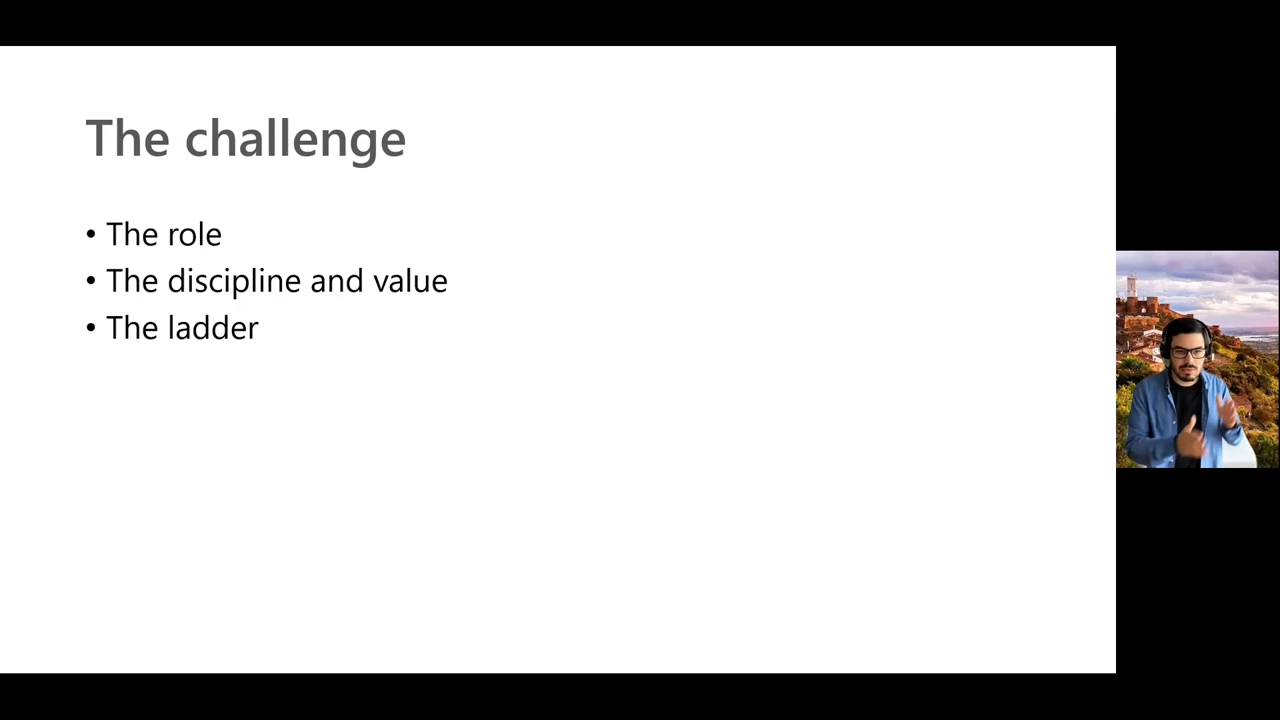 The challenge
• The role
• The discipline and value
• The ladder